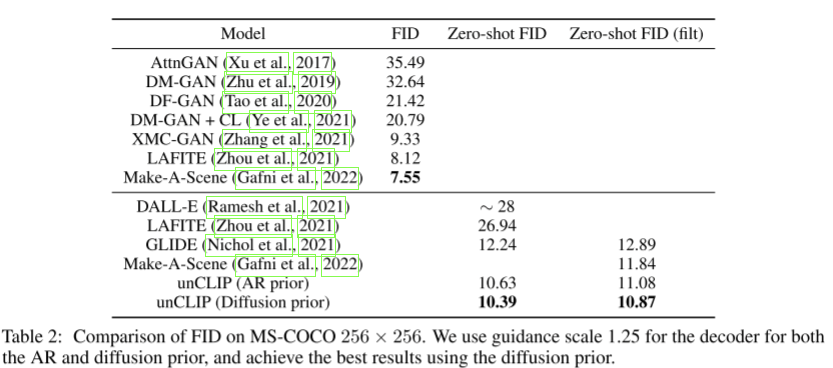 Model FID Zero-shot FID Zero-shot FID (filt)
AttnGAN (Xu et al., 2017) 35.49
DM-GAN (Zhu et al., 2019) 32.64
DF-GAN (Tao et al., 2020) 21.42
DM-GAN + CL (Ye et al., 2021) 20.79
XMC-GAN (Zhang et al., 2021) 9.33
LAFITE (Zhou et al., 2021) 8.12
Make-A-Scene (Gafni et al., 2022) 7.55
DALL-E (Ramesh et al., 2021) ∼ 28
LAFITE (Zhou et al., 2021) 26.94
GLIDE (Nichol et al., 2021) 12.24 12.89
Make-A-Scene (Gafni et al., 2022) 11.84
unCLIP (AR prior) 10.63 11.08
unCLIP (Diffusion prior) 10.39 10.87
Table 2: Comparison of FID on MS-COCO 256 × 256. We use guidance scale 1.25 for the decoder for both
the AR and diffusion prior, and achieve the best results using the diffusion prior.